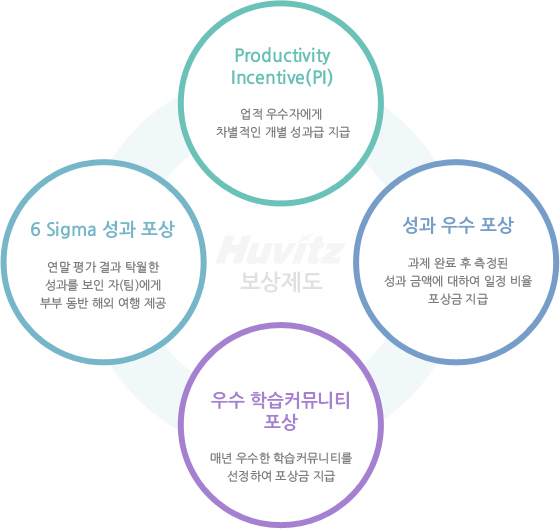 Productivity
Incentive(PI)
업적 우수자에게
차별적인 개별 성과급 지급
6 Sigma 성과 포상
연말 평가 결과 탁월한
성과를 보인 자(팀)에게
부부 동반 해외 여행 제공
Huvitz
보상제도
성과 우수 포상
과제 완료 후 측정된
성과 금액에 대하여 일정 비율
포상금 지급
우수 학습커뮤니티
포상
매년 우수한 학습커뮤니티를
선정하여 포상금 지급